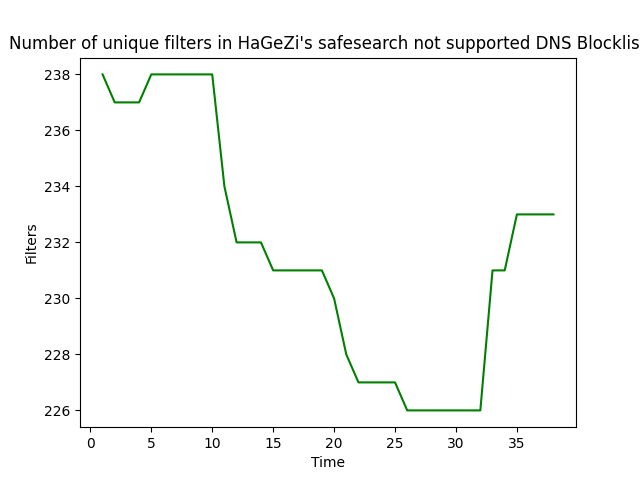 Number of unique filters in HaGeZi's safesearch not supported DNS Blocklis
238
236
234
232
230
228
226
Filters
0 5 10 15 20 25 30 35
Time